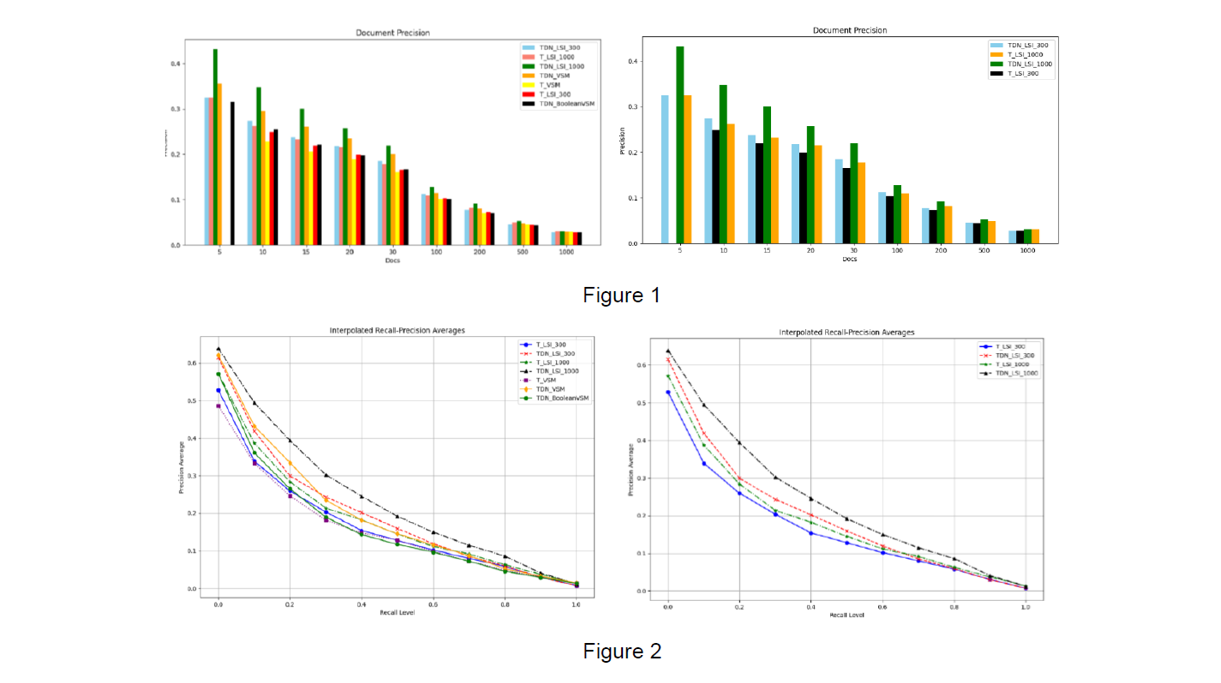 Document Precision
TDN_LSI_300
T_LSI_1000
TDN_LSI_1000
TDN_VSM
T_VSM
T_LSI_300
TDN_BooleanVSM
0.4
0.3
0.2
0.1
0.0
5 10 15 20 30 100 200 500 1000
Docs
Document Precision
TDN_LSI_300
T_LSI_1000
TDN_LSI_1000
T_LSI_300
Precision
0.4
0.3
0.2
0.1
0.0
5 10 15 20 30 100 200 500 1000
Docs
Figure 1
Interpolated Recall-Precision Averages
T_LSI_300
TDN_LSI_300
T_LSI_1000
TDN_LSI_1000
T_VSM
TDN_VSM
TDN_BooleanVSM
Precision Average
0.6
0.5
0.4
0.3
0.2
0.1
0.0
0.0 0.2 0.4 0.6 0.8 1.0
Recall Level
Interpolated Recall-Precision Averages
T_LSI_300
TDN_LSI_300
T_LSI_1000
TDN_LSI_1000
Precision Average
0.6
0.5
0.4
0.3
0.2
0.1
0.0
0.0 0.2 0.4 0.6 0.8 1.0
Recall Level
Figure 2